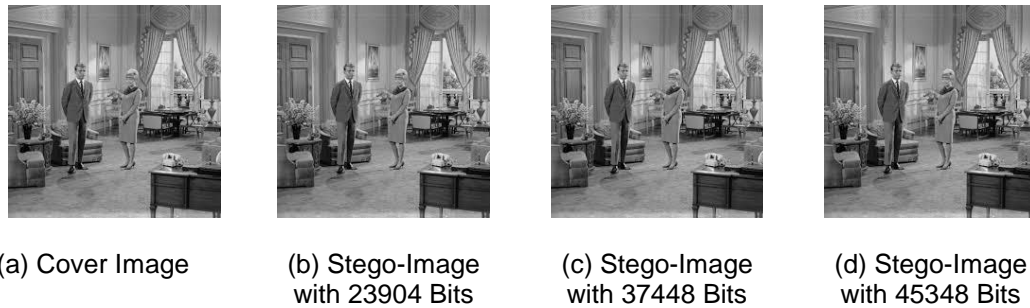 (a) Cover Image
(b) Stego-Image
with 23904 Bits
(c) Stego-Image
with 37448 Bits
(d) Stego-Image
with 45348 Bits